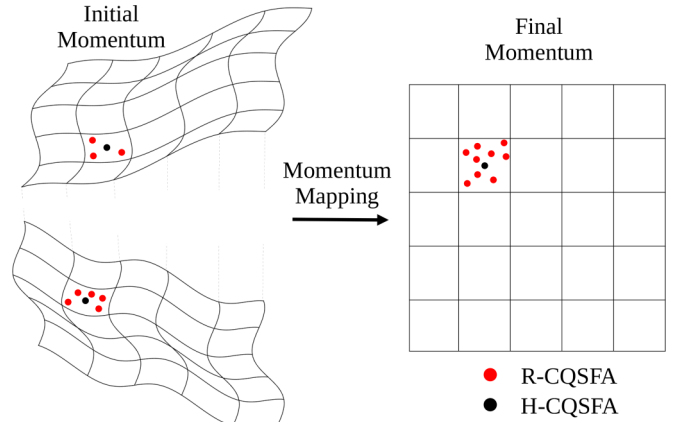 Initial
Momentum
Final
Momentum
Momentum
Mapping
R-CQSFA
H-CQSFA